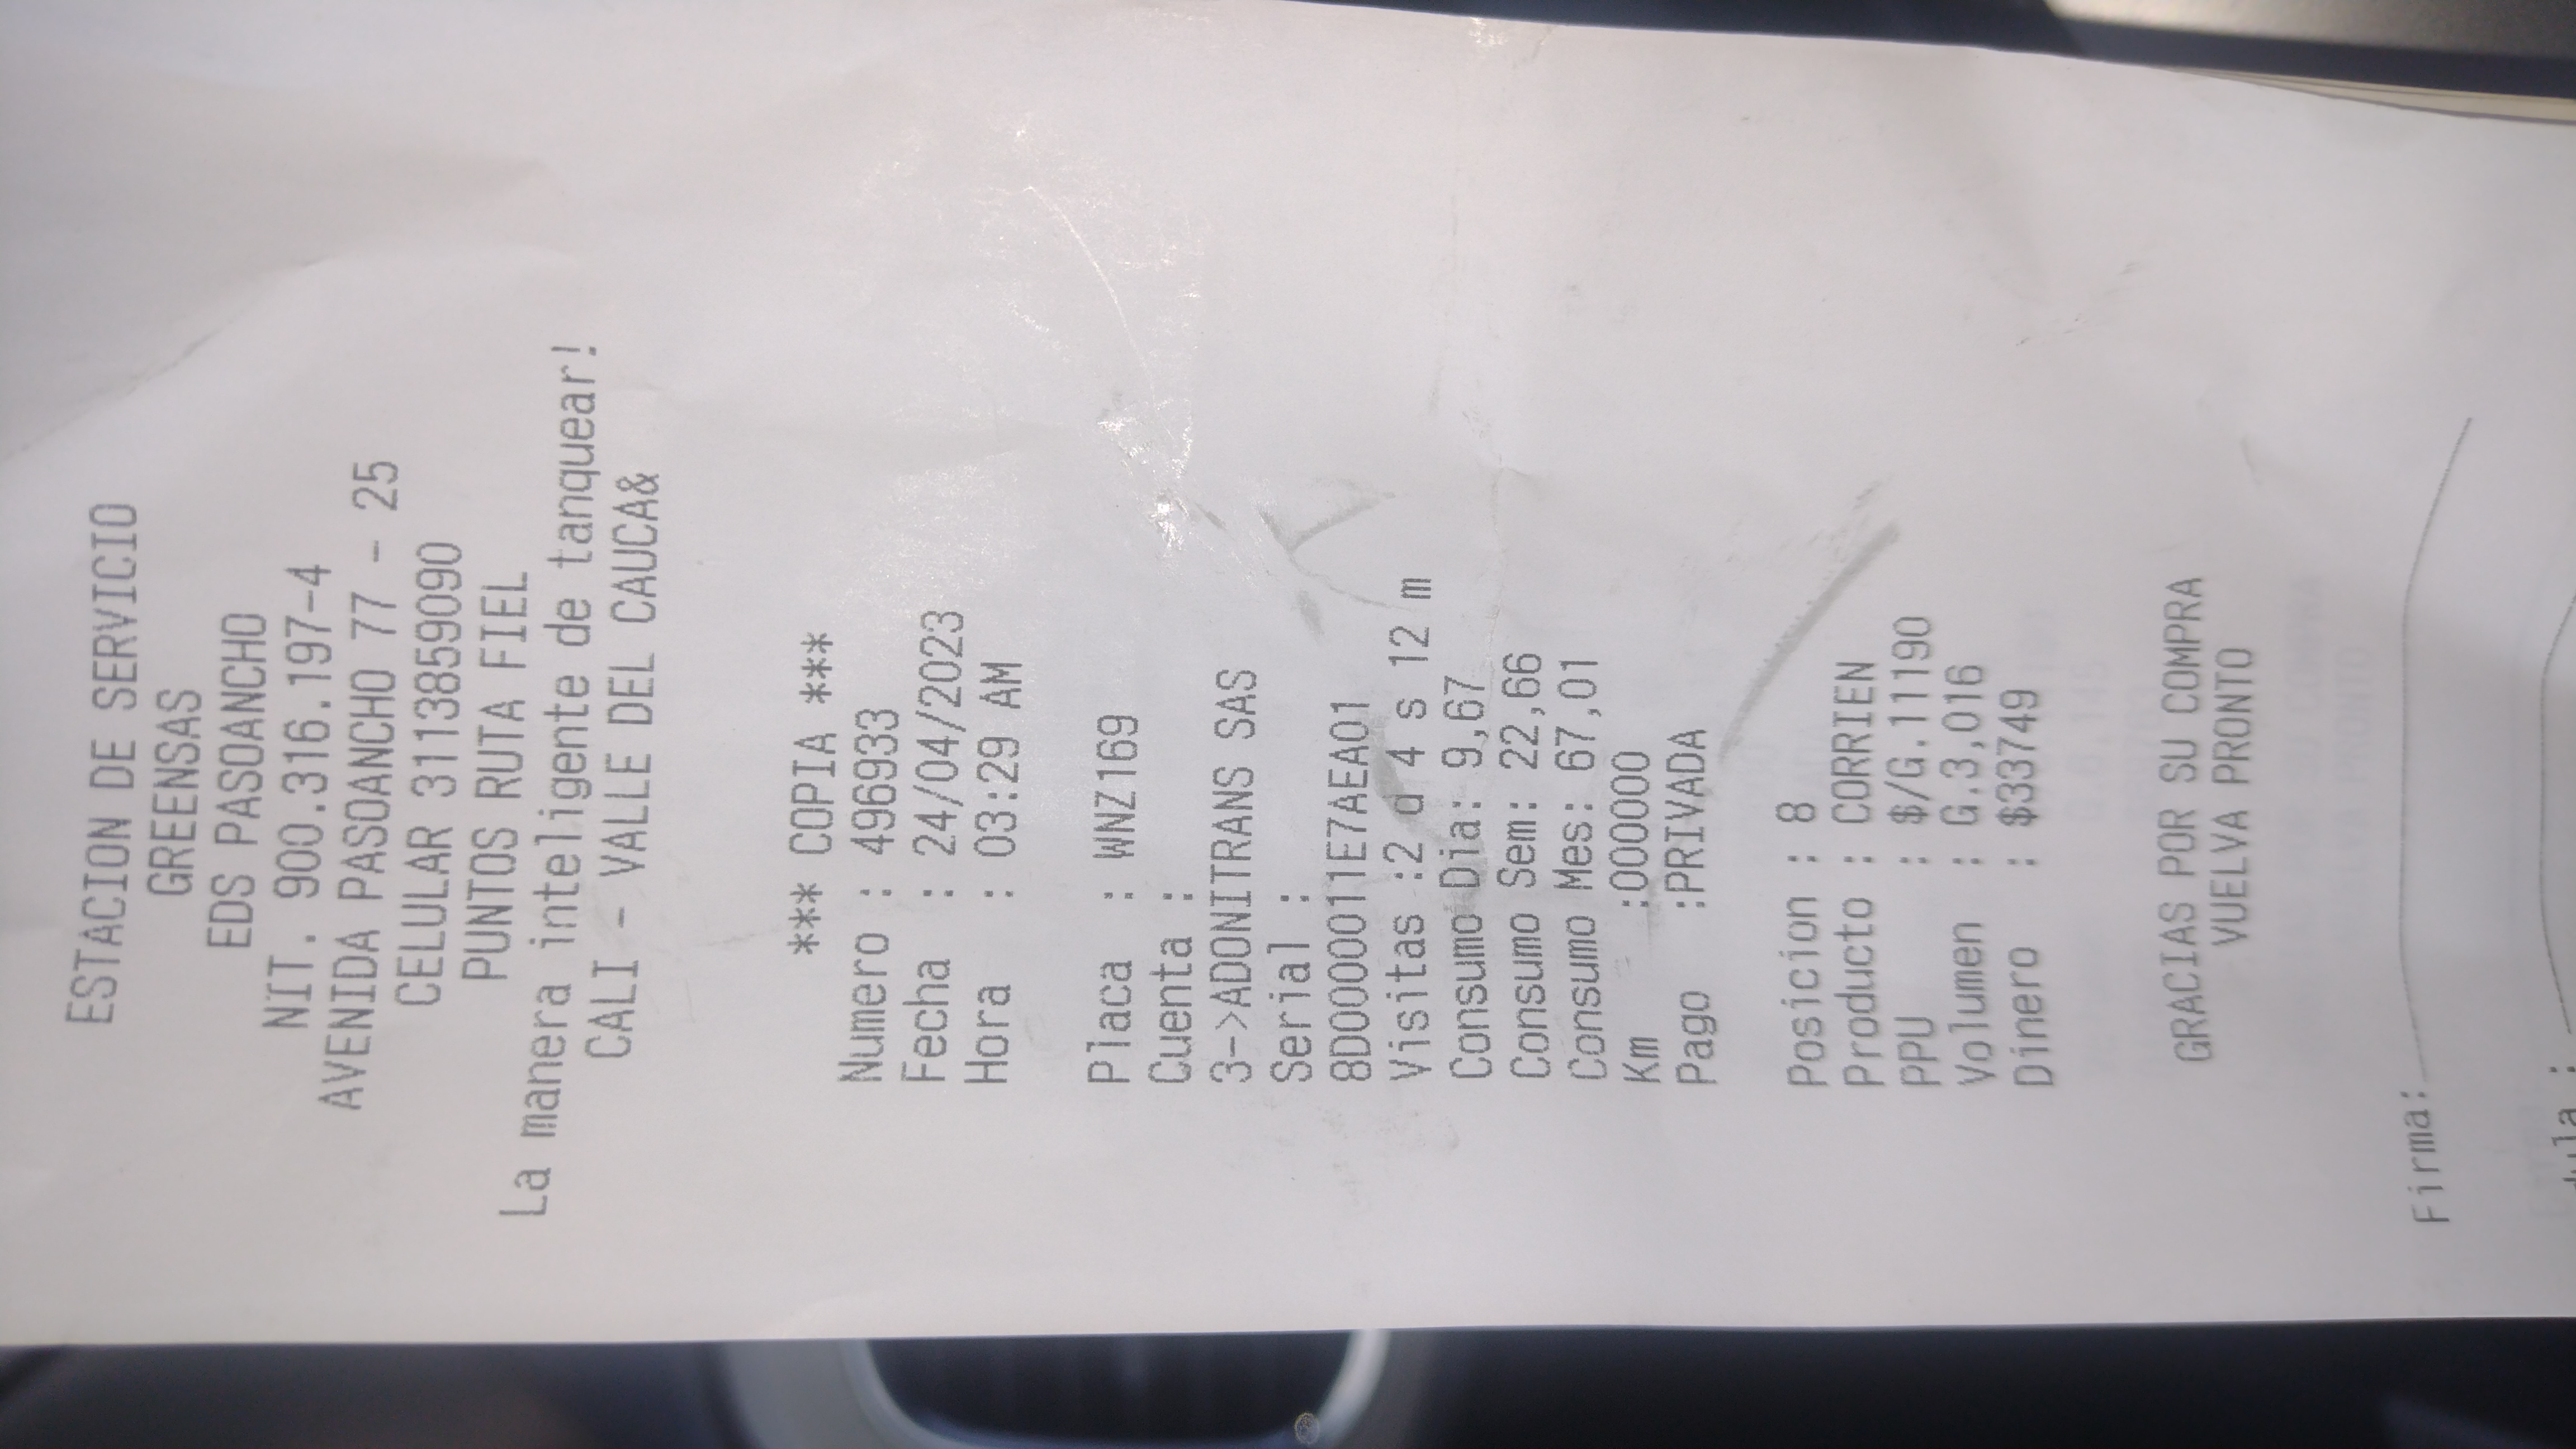 ESTACION DE SERVICIO
GREENSAS
EDS PASOANCHO
NIT. 900.316.197-4
AVENIDA PASOANCHO 77 - 25
CELULAR 3113859090
PUNTOS RUTA FIEL
La manera inteligente de tanquear!
CALI - VALLE DEL CAUCA&
*** COPIA ***
Numero : 4969933
Fecha : 24/04/2023
Hora : 03:29 AM
Placa : WNZ169
Cuenta :
3->ADONITRANS SAS
Serial :
8D000011E7AEAA01
Visitas :2 d 4 s 12 m
Consumo Dia: 9,67
Consumo Sem: 22,66
Consumo Mes: 67,01
Km :000000
Pago :PRIVADA
Posicion : 8
Producto : CORRIEN
PPU : $/G.11190
Volumen : G.3,016
Dinero : $33749
GRACIAS POR SU COMPRA
VUELVA PRONTO
Firma: